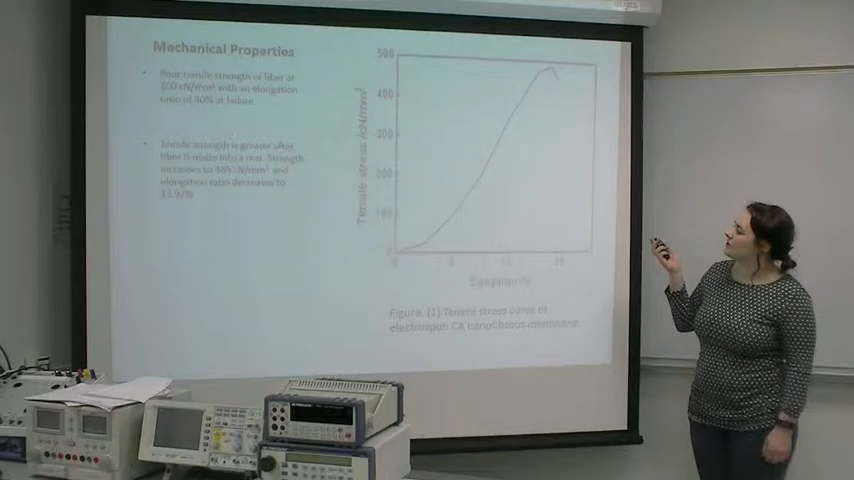 Mechanical Properties
• Poor tensile strength of fiber at
100 cN/mm² with an elongation
ratio of 40% at below
• Tensile strength is greater after
fiber is made into a mat. Strength
increases to cN/mm² and
elongation ratio decreases to
13.97%
500
400
300
200
100
0
Tensile stress /cN/mm²
0 5 10 15
Elongation /%
Figure. (1) Tensile stress curve of
electrospun CA nanofibrous membrane